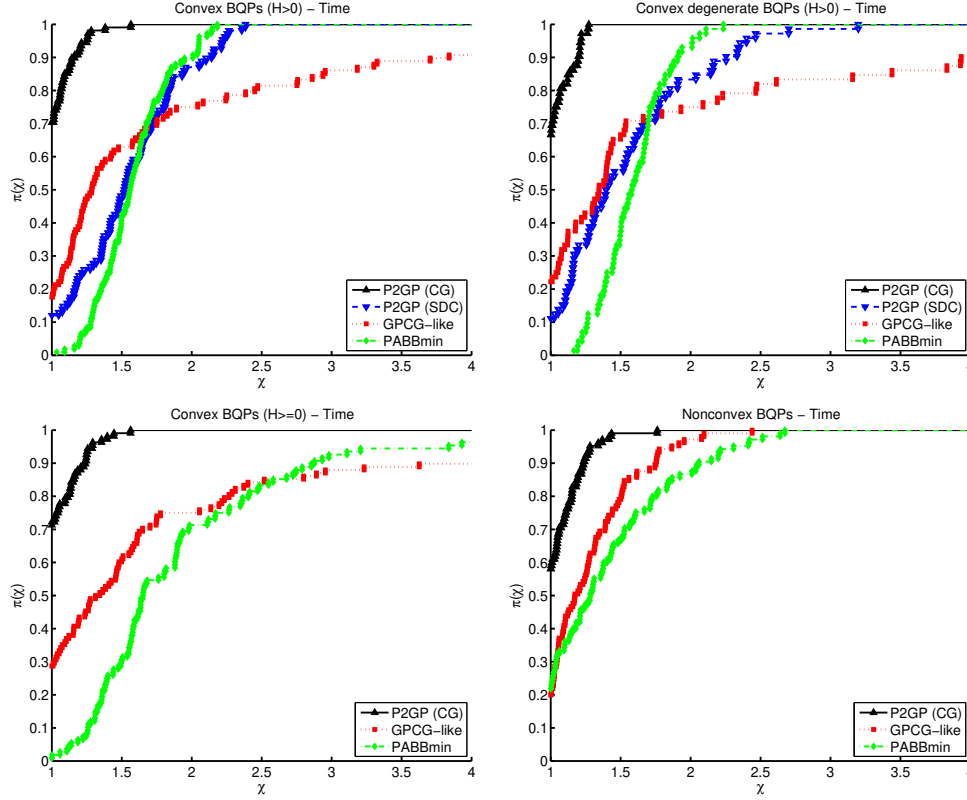 Convex BQPs (H>0) − Time
1
0.9
0.8
0.7
0.6
0.5
0.4
0.3
0.2
0.1
0
π(χ)
1
1.5
2
2.5
3
3.5
4
χ
P2GP (CG)
P2GP (SDC)
GPCG−like
PABBmin
Convex degenerate BQPs (H>0) − Time
1
0.9
0.8
0.7
0.6
0.5
0.4
0.3
0.2
0.1
0
π(χ)
1
1.5
2
2.5
3
3.5
4
χ
P2GP (CG)
P2GP (SDC)
GPCG−like
PABBmin
Convex BQPs (H>=0) − Time
1
0.9
0.8
0.7
0.6
0.5
0.4
0.3
0.2
0.1
0
π(χ)
1
1.5
2
2.5
3
3.5
4
χ
P2GP (CG)
GPCG−like
PABBmin
Nonconvex BQPs − Time
1
0.9
0.8
0.7
0.6
0.5
0.4
0.3
0.2
0.1
0
π(χ)
1
1.5
2
2.5
3
3.5
4
χ
P2GP (CG)
GPCG−like
PABBmin